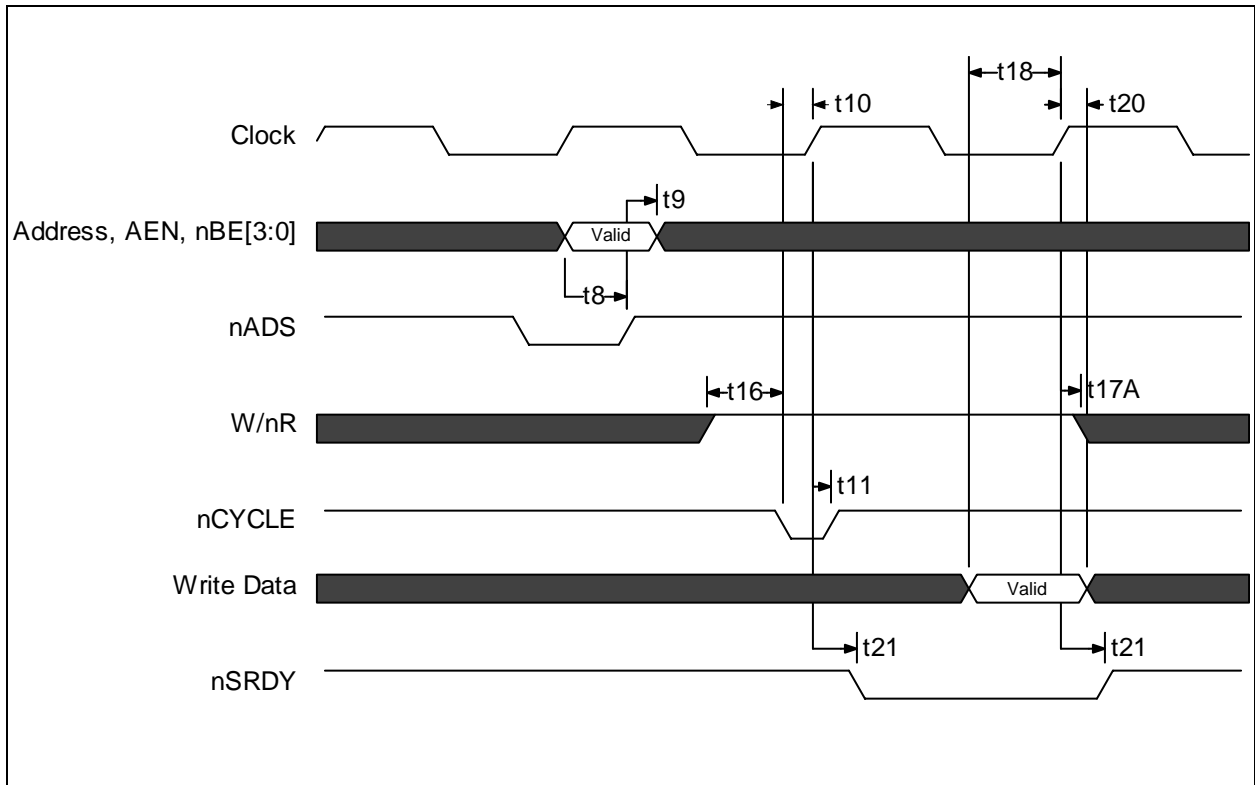 t18
t10
t20
Clock
t9
Address, AEN, nBE[3:0]
Valid
t8
nADS
t16
t17A
W/nR
t11
nCYCLE
Write Data
Valid
t21
t21
nSRDY